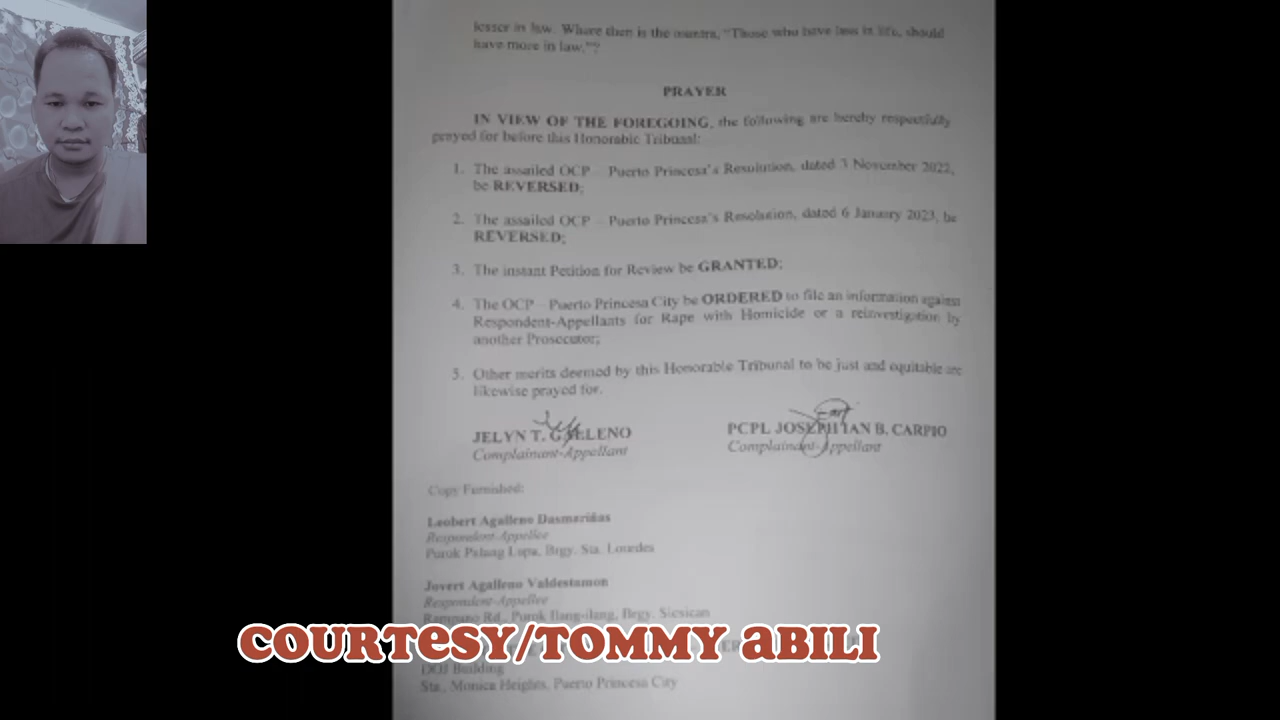 lesser in law. Where then is the mantra, "Those who have less in life, should
have more in law."?
PRAYER
IN VIEW OF THE FOREGOING, the following are hereby respectfully
prayed for before this Honorable Tribunal:
1. The assailed OCP – Puerto Princesa's Resolution, dated 3 November 2022,
be REVERSED;
2. The assailed OCP – Puerto Princesa's Resolution, dated 6 January 2023, be
REVERSED;
3. The instant Petition for Review be GRANTED;
4. The OCP – Puerto Princesa City be ORDERED to file an information against
Respondent-Appellants for Rape with Homicide or a reinvestigation by
another Prosecutor;
5. Other merits deemed by this Honorable Tribunal to be just and equitable are
likewise prayed for.
JELYN T. GALLENO
Complainant-Appellant
PCPL JOSEPH IAN B. CARPIO
Complainant-Appellant
Copy Furnished:
Leobert Agalleno Dasmariñas
Respondent-Appellee
Purok Palang Lupa, Brgy. Sta. Lourdes
Jovert Agalleno Valdestamon
Respondent-Appellee
Rd., Purok Ilang-ilang, Brgy. Sicsican
COURTESY/TOMMY ABILI
DOJ Building
Sta. Monica Heights, Puerto Princesa City